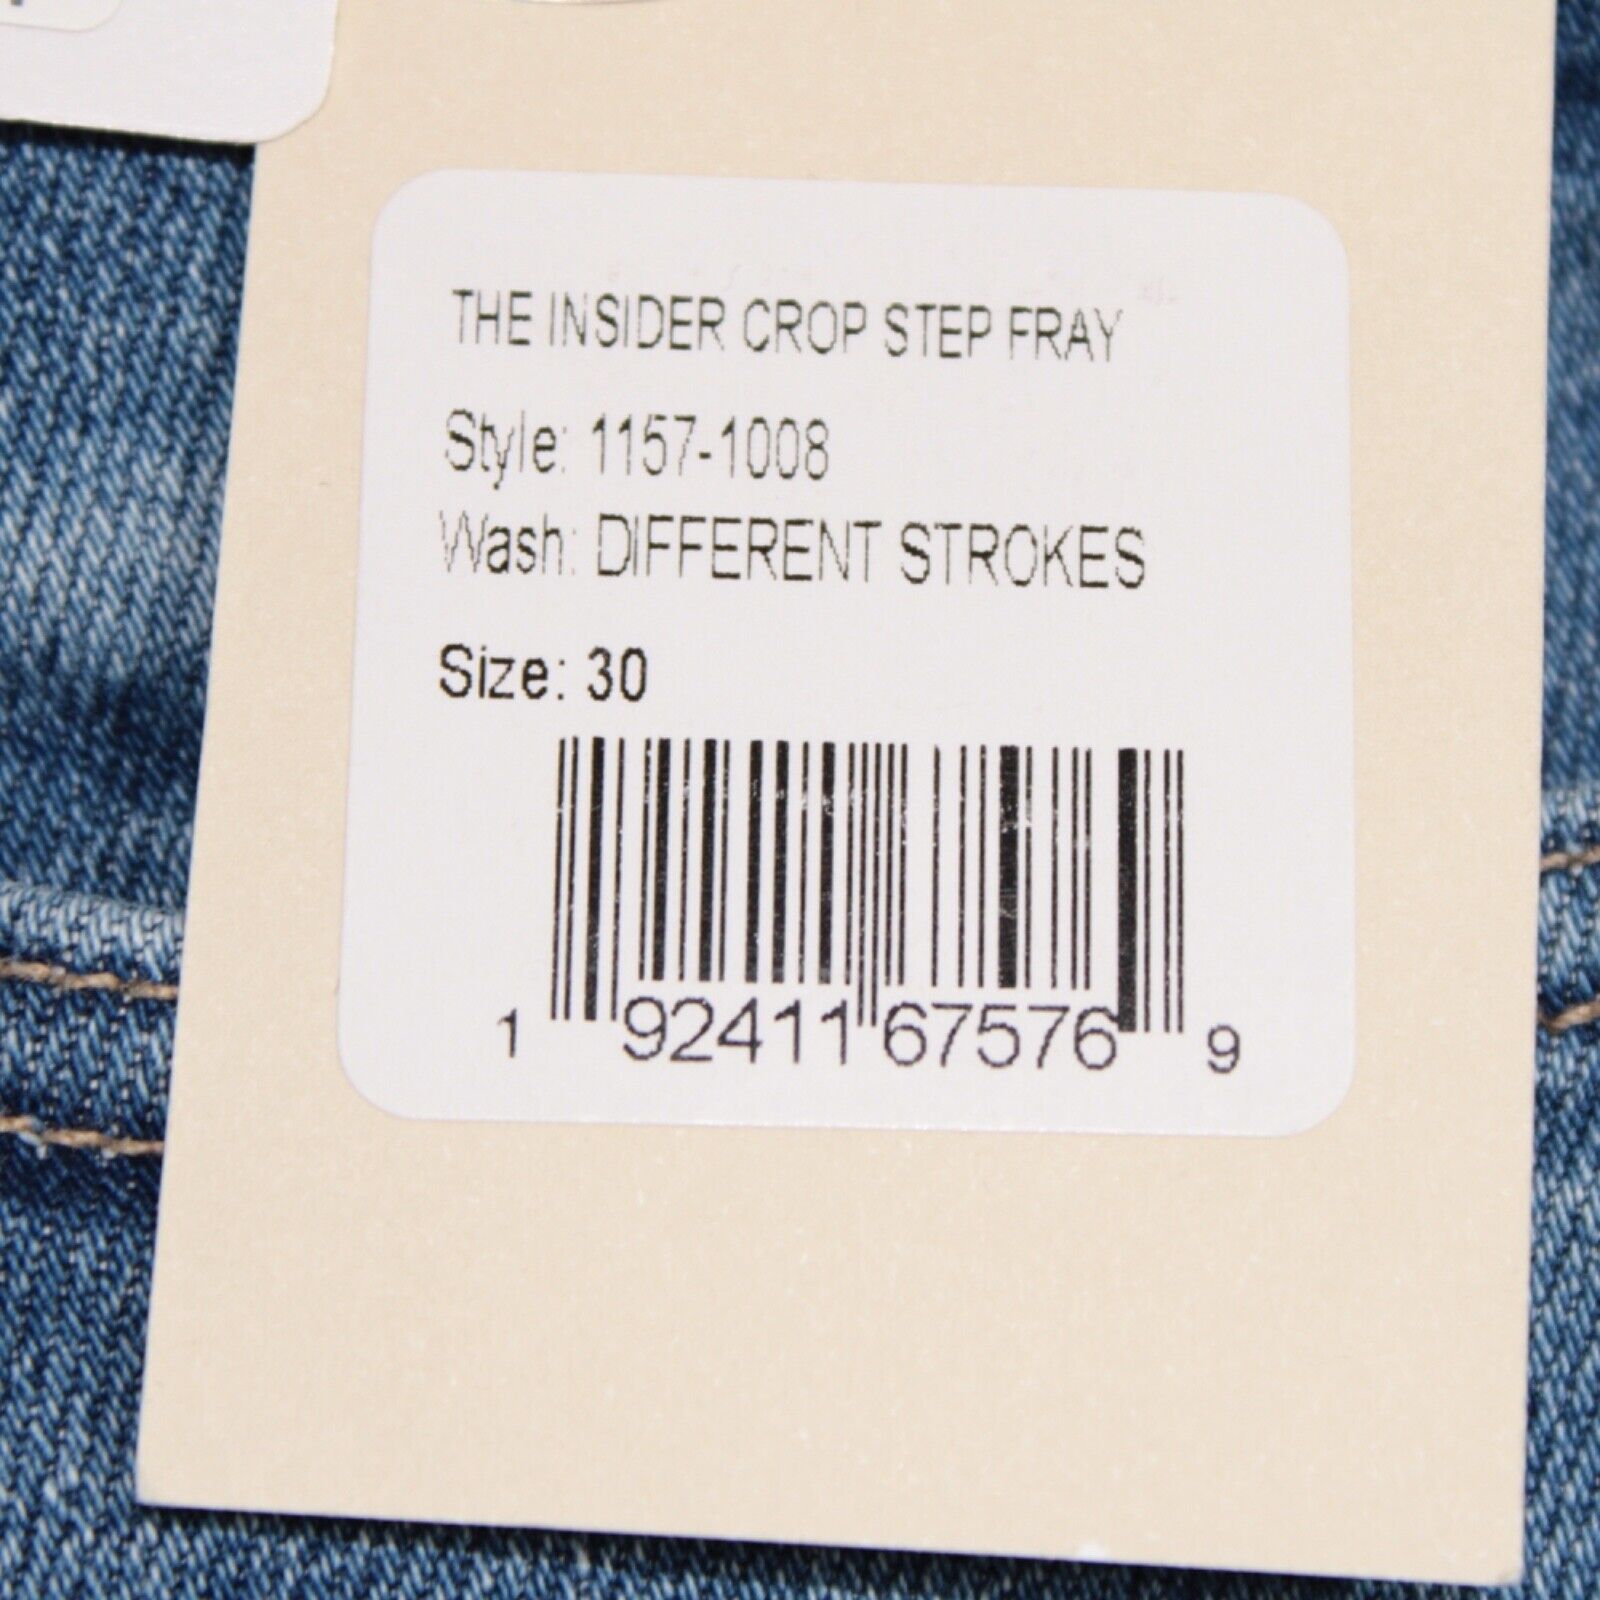 THE INSIDER CROP STEP FRAY
Style: 1157-1008
Wash: DIFFERENT STROKES
Size: 30
1 92411 67576 9